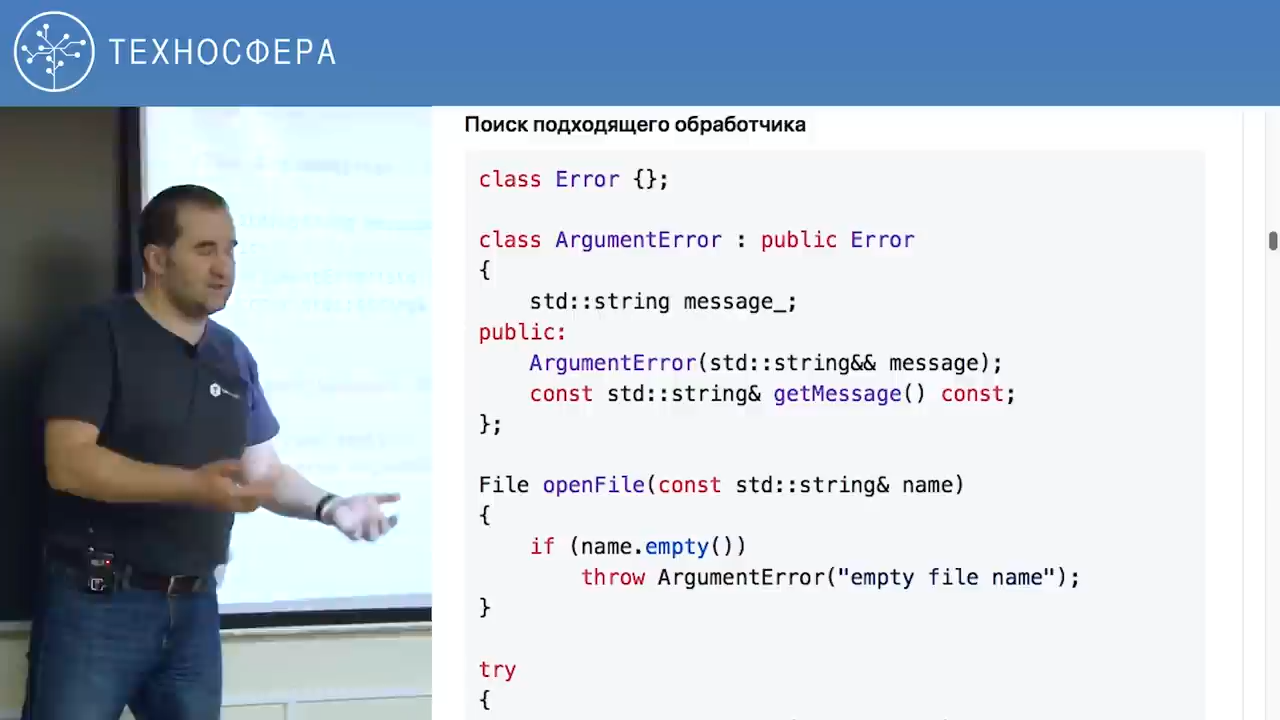 ТЕХНОСФЕРА
Поиск подходящего обработчика
class Error {};
class ArgumentError : public Error
{
    std::string message_;
public:
    ArgumentError(std::string&& message);
    const std::string& getMessage() const;
};
File openFile(const std::string& name)
{
    if (name.empty())
        throw ArgumentError("empty file name");
}
try
{